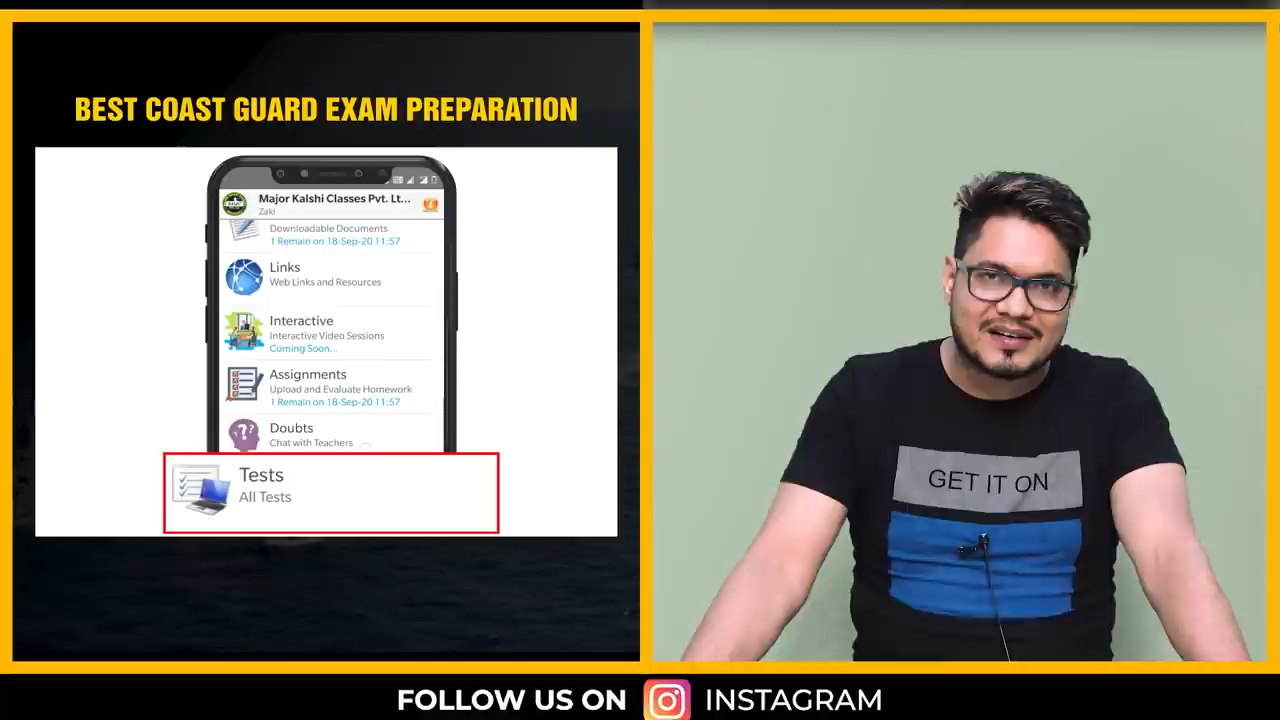 BEST COAST GUARD EXAM PREPARATION
Major Kalshi Classes Pvt. Lt...
Zaki
Downloadable Documents
1 Remain on 18-Sep-20 11:57
Links
Web Links and Resources
Interactive
Interactive Video Sessions
Coming Soon...
Assignments
Upload and Evaluate Homework
1 Remain on 18-Sep-20 11:57
Doubts
Chat with Teachers
Tests
All Tests
GET IT ON
FOLLOW US ON INSTAGRAM